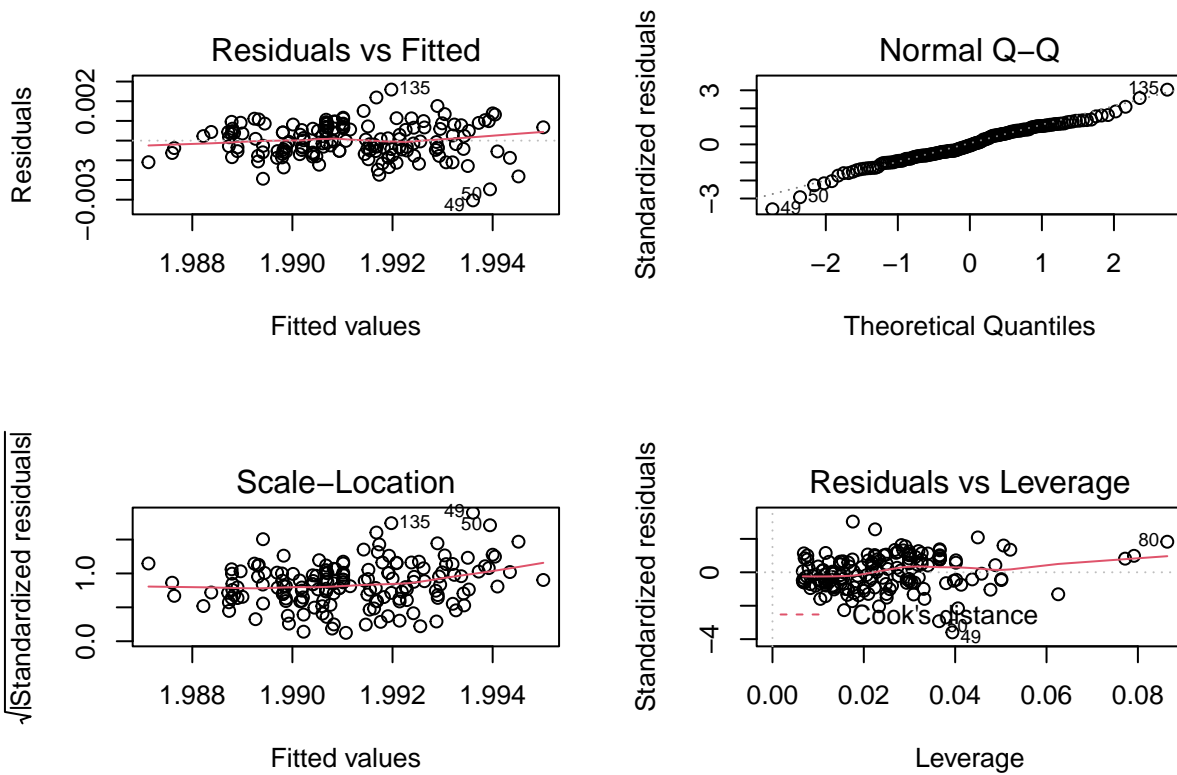 Residuals vs Fitted
Residuals
0.002
−0.003
135
50
49
1.988 1.990 1.992 1.994
Fitted values
Normal Q−Q
Standardized residuals
3
0
−3
135
50
49
−2 −1 0 1 2
Theoretical Quantiles
Scale−Location
√|Standardized residuals|
1.0
0.0
49
135
50
1.988 1.990 1.992 1.994
Fitted values
Residuals vs Leverage
Standardized residuals
0
−4
80
Cook's distance
50
49
0.00 0.02 0.04 0.06 0.08
Leverage